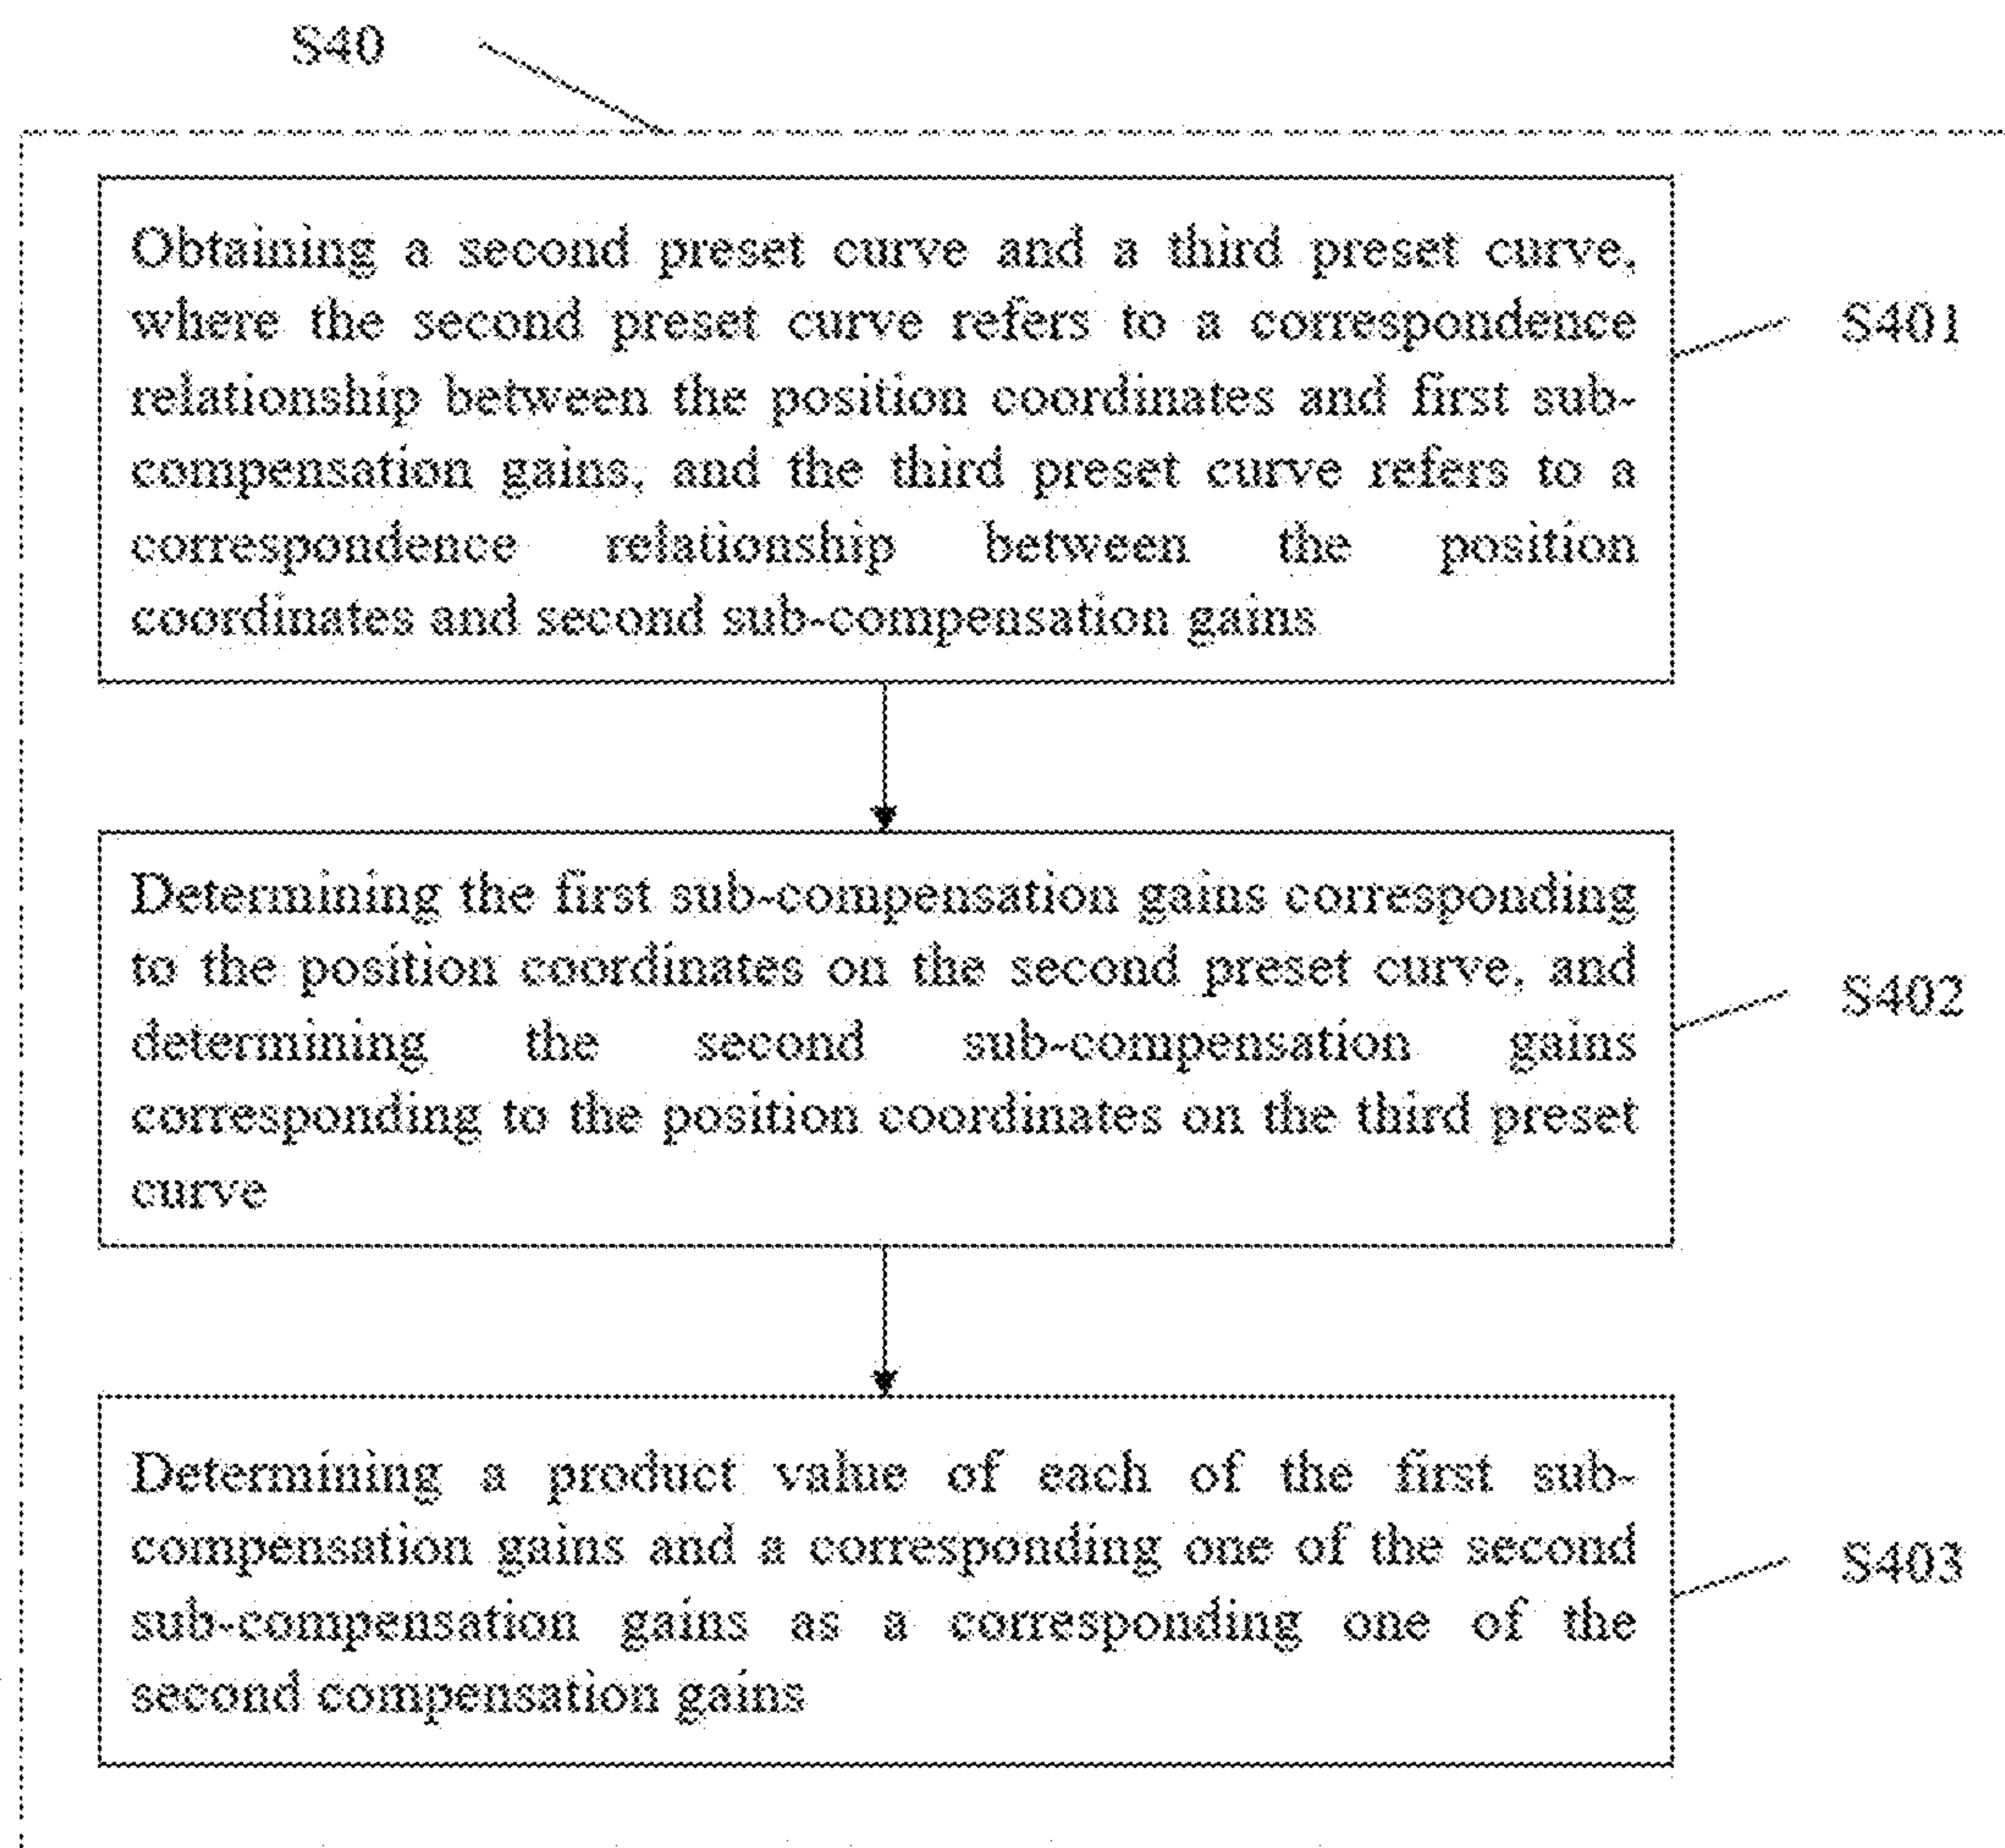 S40
Obtaining a second preset curve and a third preset curve,
where the second preset curve refers to a correspondence
relationship between the position coordinates and first sub-
compensation gains, and the third preset curve refers to a
correspondence relationship between the position
coordinates and second sub-compensation gains
S401
Determining the first sub-compensation gains corresponding
to the position coordinates on the second preset curve, and
determining the second sub-compensation gains
corresponding to the position coordinates on the third preset
curve
S402
Determining a product value of each of the first sub-
compensation gains and a corresponding one of the second
sub-compensation gains as a corresponding one of the
second compensation gains
S403